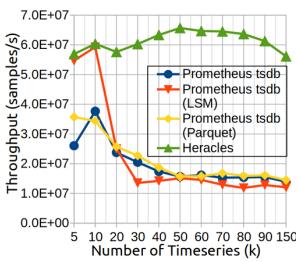 7.0E+07
6.0E+07
5.0E+07
4.0E+07
3.0E+07
2.0E+07
1.0E+07
0.0E+00
Throughout (samples/s)
Prometheus tsdb
Prometheus tsdb
(LSM)
Prometheus tsdb
(Parquet)
Heracles
5 10 20 30 40 50 60 70 80 90 150
Number of Timeseries (k)